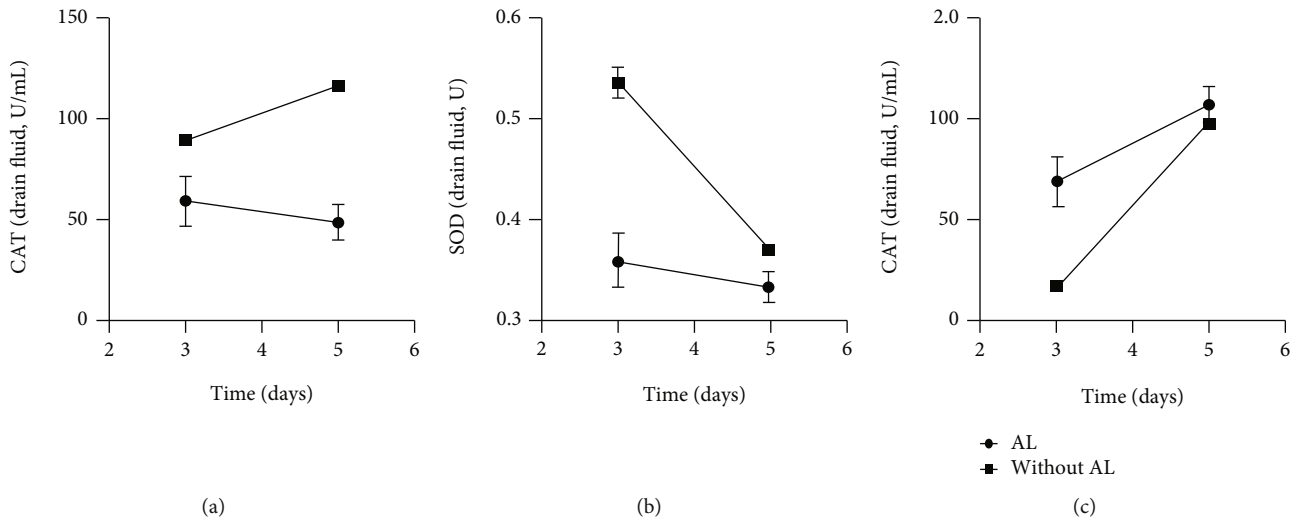 CAT (drain fluid, U/mL)
150
100
50
0
2
3
4
5
6
Time (days)
(a)
SOD (drain fluid, U)
0.6
0.5
0.4
0.3
2
3
4
5
6
Time (days)
(b)
CAT (drain fluid, U/mL)
2.0
100
50
0
2
3
4
5
6
Time (days)
AL
Without AL
(c)